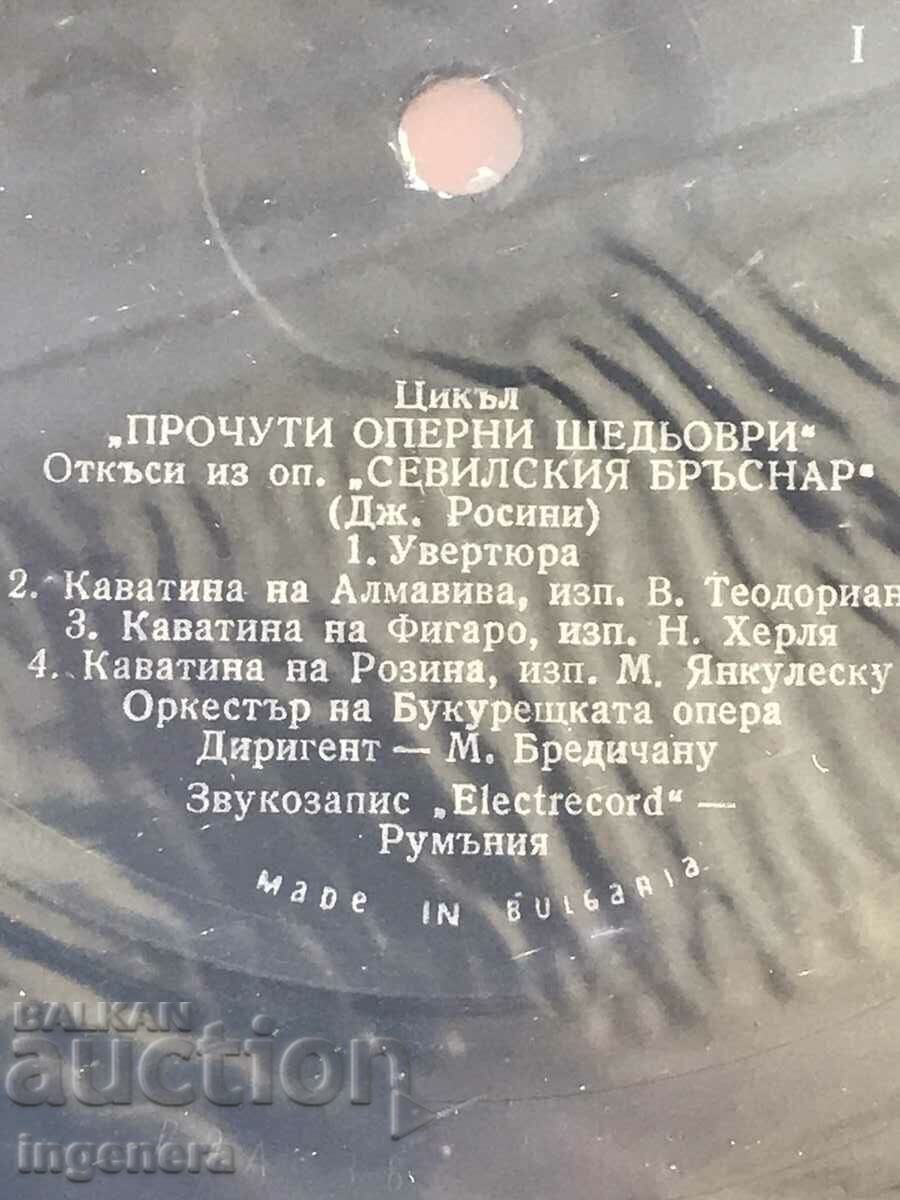 I
Цикъл
„ПРОЧУТИ ОПЕРНИ ШЕДЬОВРИ“
Откъси из оп. „СЕВИЛСКИЯ БРЪСНАР“
(Дж. Росини)
1. Увертюра
2. Каватина на Алмавива, изп. В. Теодориан
3. Каватина на Фигаро, изп. Н. Херля
4. Каватина на Розина, изп. М. Янкулеску
Оркестър на Букурещката опера
Диригент — М. Бредичану
Звукозапис „Electrecord“ —
Румъния
MADE IN BULGARIA
BALKAN
auction
ingenera